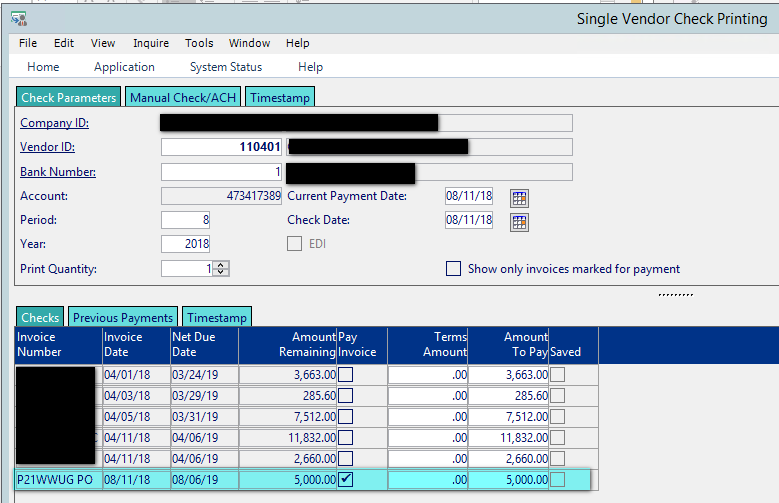 Single Vendor Check Printing
File Edit View Inquire Tools Window Help
Home Application System Status Help
Check Parameters Manual Check/ACH Timestamp
Company ID:
Vendor ID: 110401
Bank Number: 1
Account: 473417389 Current Payment Date: 08/11/18
Period: 8 Check Date: 08/11/18
Year: 2018 EDI
Print Quantity: 1 Show only invoices marked for payment
Checks Previous Payments Timestamp
Invoice Invoice Net Due Amount Pay Terms Amount
Number Date Date Remaining Invoice Amount To Pay Saved
04/01/18 03/24/19 3,663.00 .00 3,663.00
04/03/18 03/29/19 285.60 .00 285.60
04/05/18 03/31/19 7,512.00 .00 7,512.00
04/11/18 04/06/19 11,832.00 .00 11,832.00
04/11/18 04/06/19 2,660.00 .00 2,660.00
P21WWUG PO 08/11/18 08/06/19 5,000.00 .00 5,000.00